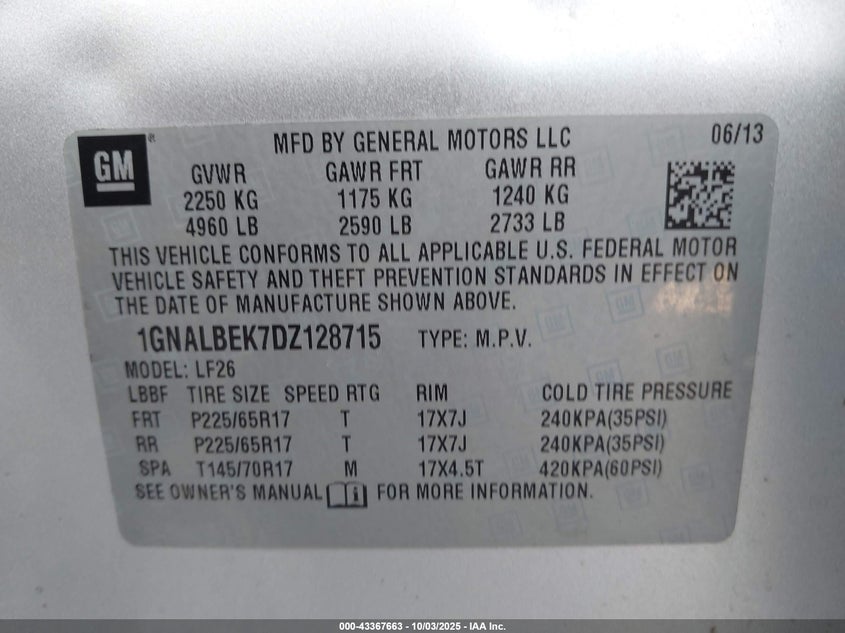 GM
®
MFD BY GENERAL MOTORS LLC
06/13
GVWR GAWR FRT GAWR RR
2250 KG 1175 KG 1240 KG
4960 LB 2590 LB 2733 LB
THIS VEHICLE CONFORMS TO ALL APPLICABLE U.S. FEDERAL MOTOR
VEHICLE SAFETY AND THEFT PREVENTION STANDARDS IN EFFECT ON
THE DATE OF MANUFACTURE SHOWN ABOVE.
1GNALBEK7DZ128715 TYPE: M.P.V.
MODEL: LF26
LBBF TIRE SIZE SPEED RTG RIM COLD TIRE PRESSURE
FRT P225/65R17 T 17X7J 240KPA(35PSI)
RR P225/65R17 T 17X7J 240KPA(35PSI)
SPA T145/70R17 M 17X4.5T 420KPA(60PSI)
SEE OWNER'S MANUAL i FOR MORE INFORMATION.
000-43367663 - 10/03/2025 - IAA Inc.